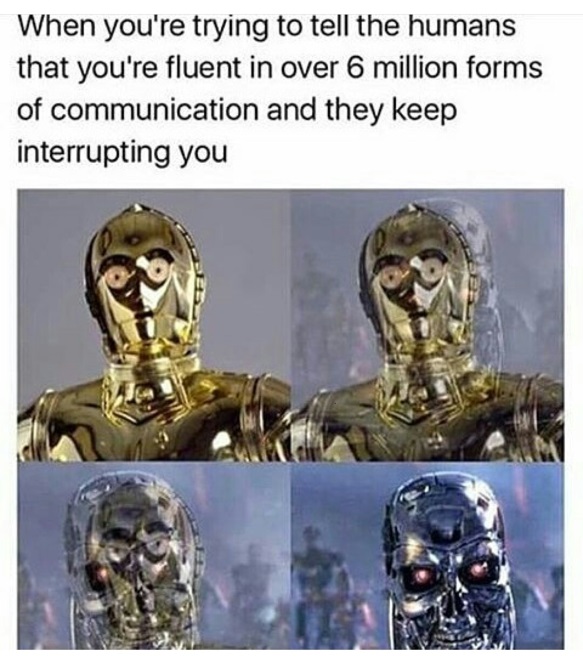 When you're trying to tell the humans
that you're fluent in over 6 million forms
of communication and they keep
interrupting you